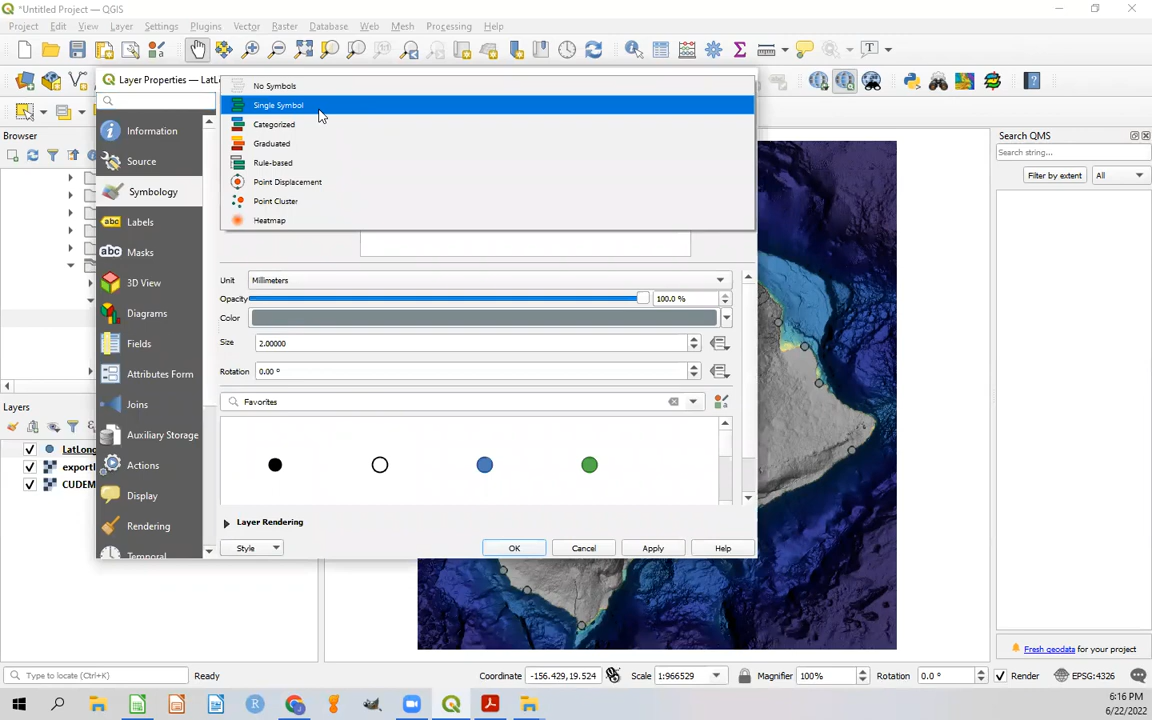 *Untitled Project — QGIS
Project Edit View Layer Settings Plugins Vector Raster Database Web Mesh Processing Help
Layer Properties — LatLo
No Symbols
Single Symbol
Categorized
Graduated
Rule-based
Point Displacement
Point Cluster
Heatmap
Information
Source
Symbology
Labels
Masks
3D View
Diagrams
Fields
Attributes Form
Joins
Auxiliary Storage
Actions
Display
Rendering
Temporal
Unit Millimeters
Opacity 100.0 %
Color
Size 2.00000
Rotation 0.00 °
Favorites
Layer Rendering
Style OK Cancel Apply Help
Browser
Layers
LatLong
exportI
CUDEM
Search QMS
Search string...
Filter by extent All
Fresh geodata for your project
Type to locate (Ctrl+K) Ready Coordinate -156.429,19.524 Scale 1:966529 Magnifier 100% Rotation 0.0 ° Render EPSG:4326
6:16 PM
6/22/2022